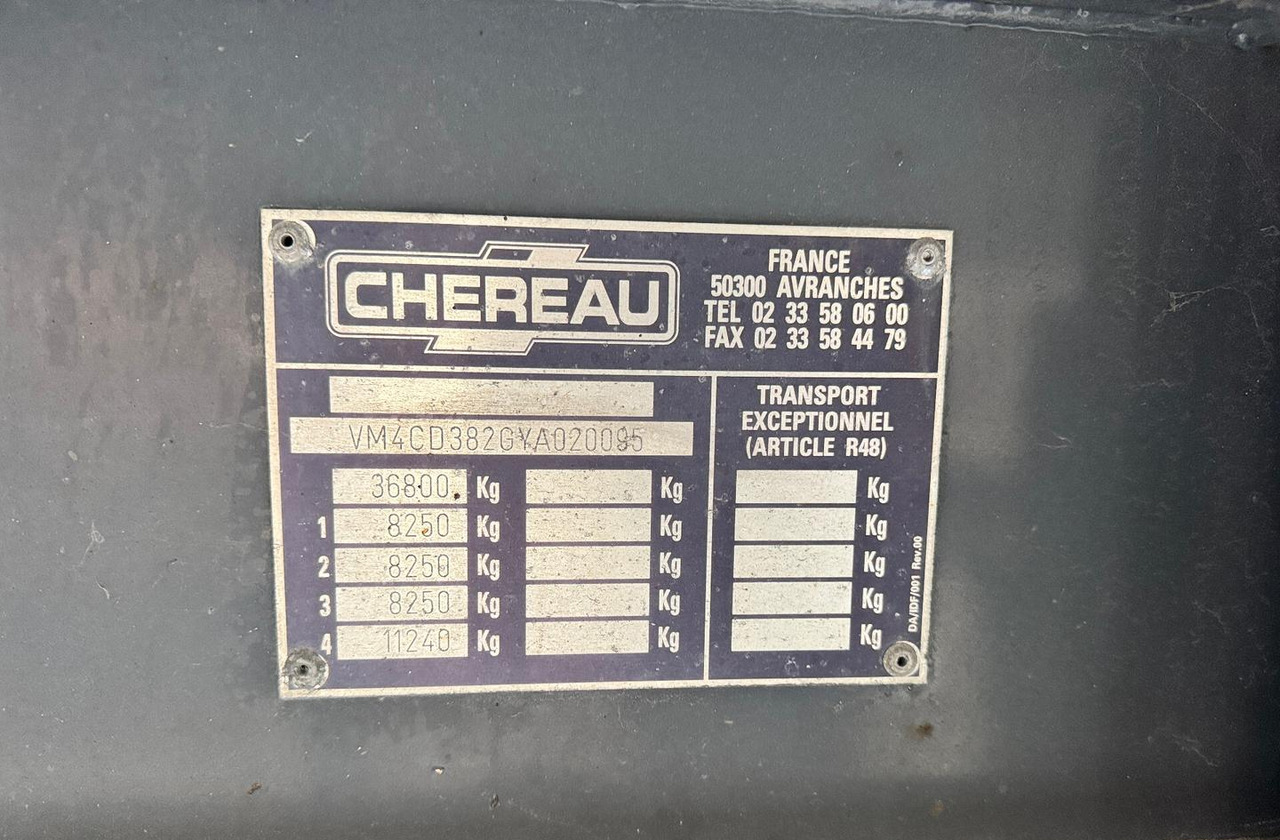 CHEREAU
FRANCE
50300 AVRANCHES
TEL 02 33 58 06 00
FAX 02 33 58 44 79
VM4CD382GYA020095
36800 Kg Kg
1 8250 Kg Kg
2 8250 Kg Kg
3 8250 Kg Kg
4 11240 Kg Kg
TRANSPORT
EXCEPTIONNEL
(ARTICLE R48)
Kg
Kg
Kg
Kg
Kg
DA/IDF/001 Rev.00